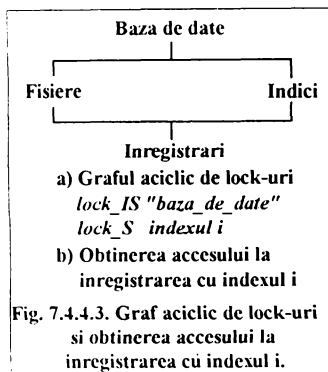 Baza de date
Fisiere Indici
Inregistrari
a) Graful aciclic de lock-uri
lock_IS "baza_de_date"
lock_S indexul i
b) Obtinerea accesului la
inregistrarea cu indexul i
Fig. 7.4.4.3. Graf aciclic de lock-uri
si obtinerea accesului la
inregistrarea cu indexul i.